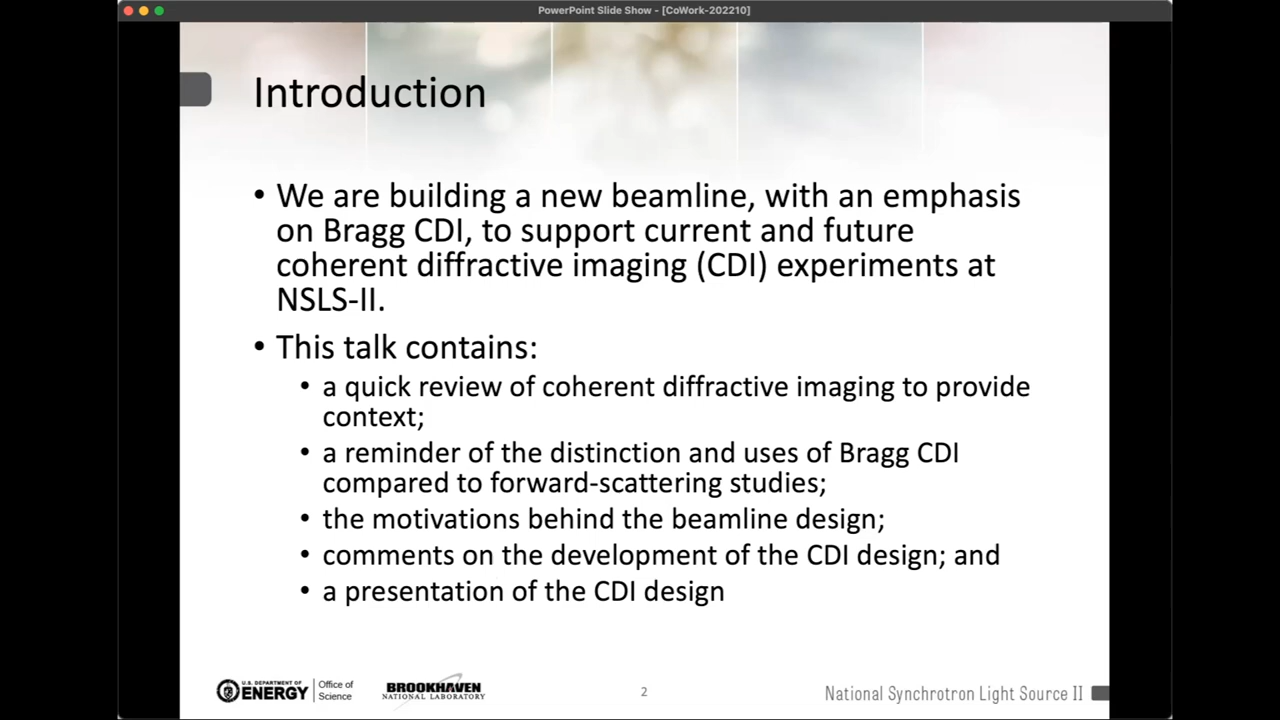 PowerPoint Slide Show - [CoWork-202210]
Introduction
• We are building a new beamline, with an emphasis
on Bragg CDI, to support current and future
coherent diffractive imaging (CDI) experiments at
NSLS-II.
• This talk contains:
• a quick review of coherent diffractive imaging to provide
context;
• a reminder of the distinction and uses of Bragg CDI
compared to forward-scattering studies;
• the motivations behind the beamline design;
• comments on the development of the CDI design; and
• a presentation of the CDI design
U.S. DEPARTMENT OF
ENERGY
Office of
Science
BROOKHAVEN
NATIONAL LABORATORY
2
National Synchrotron Light Source II